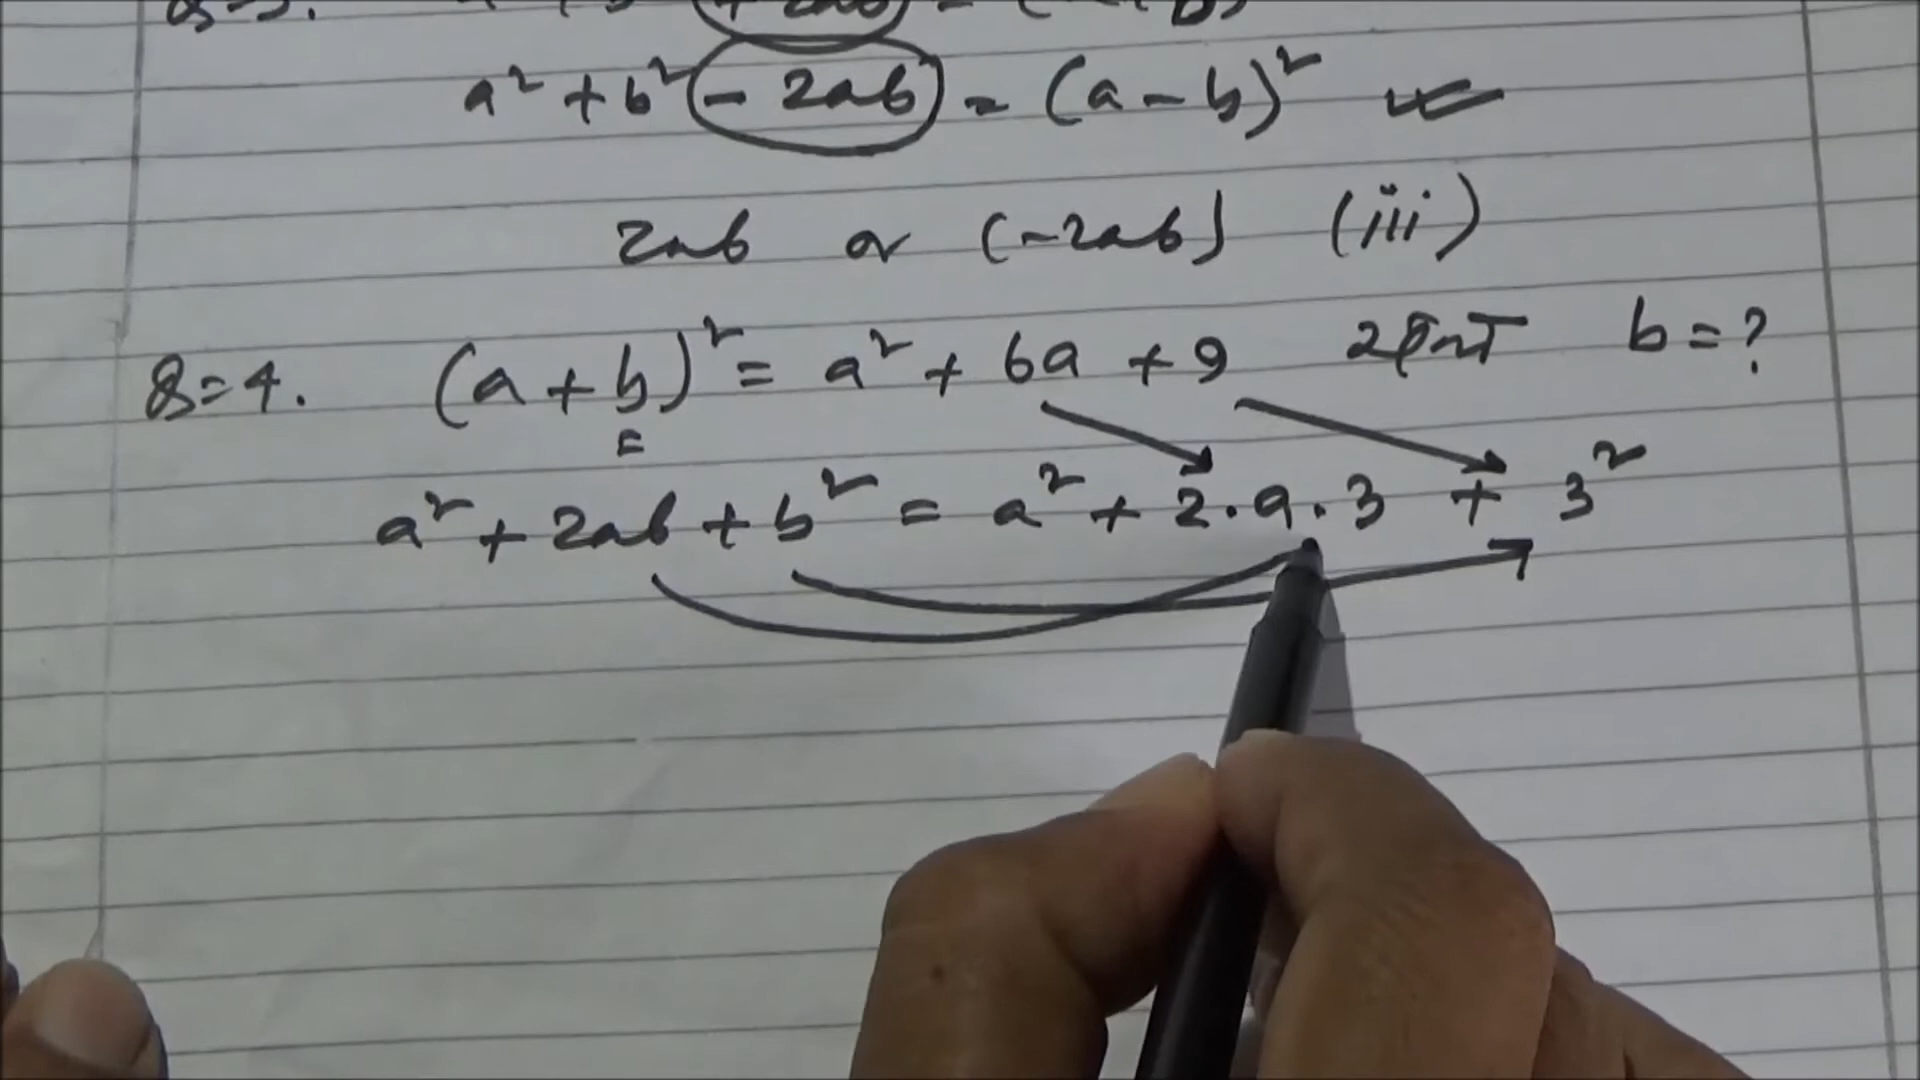 a² + b² - 2ab = (a - b)²
2ab or (-2ab) (iii)
Q=4. (a + b)² = a² + 6a + 9 b = ?
a² + 2ab + b² = a² + 2·a·3 + 3²